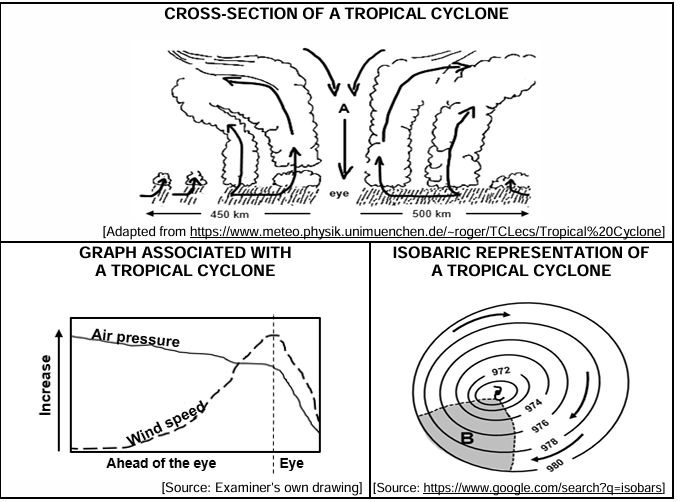 CROSS-SECTION OF A TROPICAL CYCLONE
A
eye
450 km
500 km
[Adapted from https://www.meteo.physik.unimuenchen.de/~roger/TCLecs/Tropical%20Cyclone]
GRAPH ASSOCIATED WITH
A TROPICAL CYCLONE
Air pressure
Increase
Wind speed
Ahead of the eye
Eye
[Source: Examiner's own drawing]
ISOBARIC REPRESENTATION OF
A TROPICAL CYCLONE
972
974
976
978
980
B
[Source: https://www.google.com/search?q=isobars]